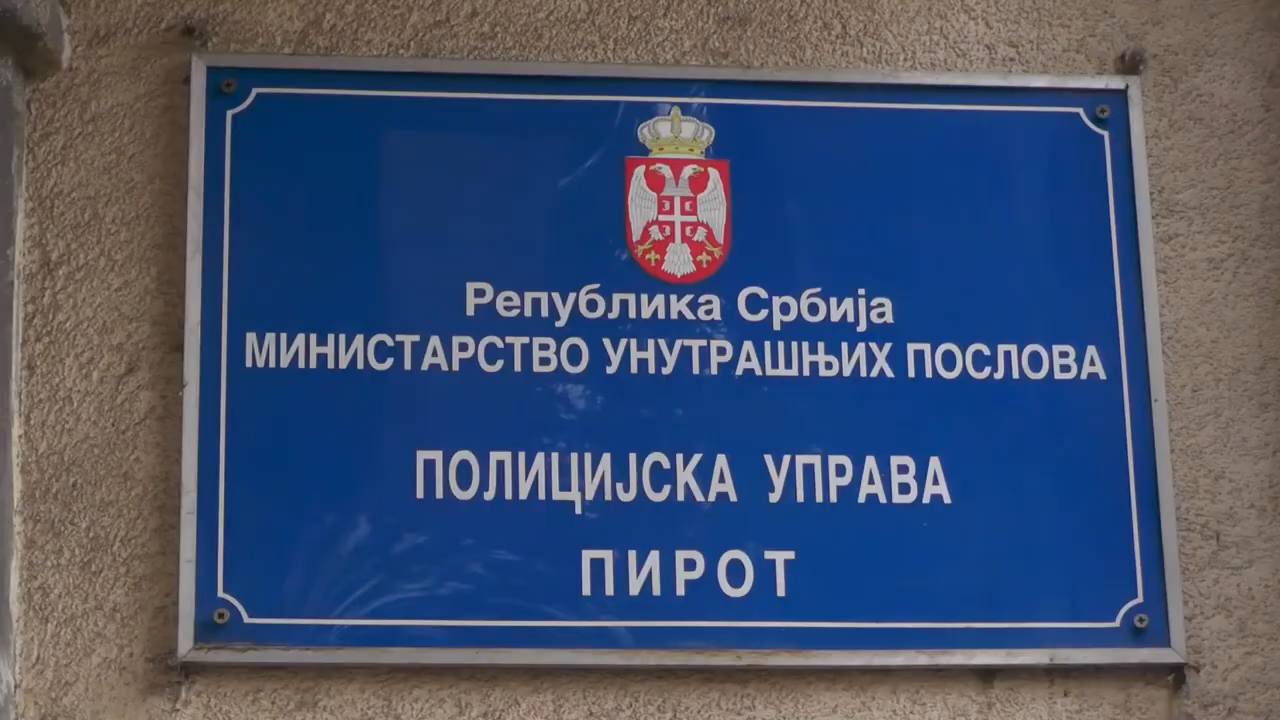 Република Србија
МИНИСТАРСТВО УНУТРАШЊИХ ПОСЛОВА
ПОЛИЦИЈСКА УПРАВА
ПИРОТ